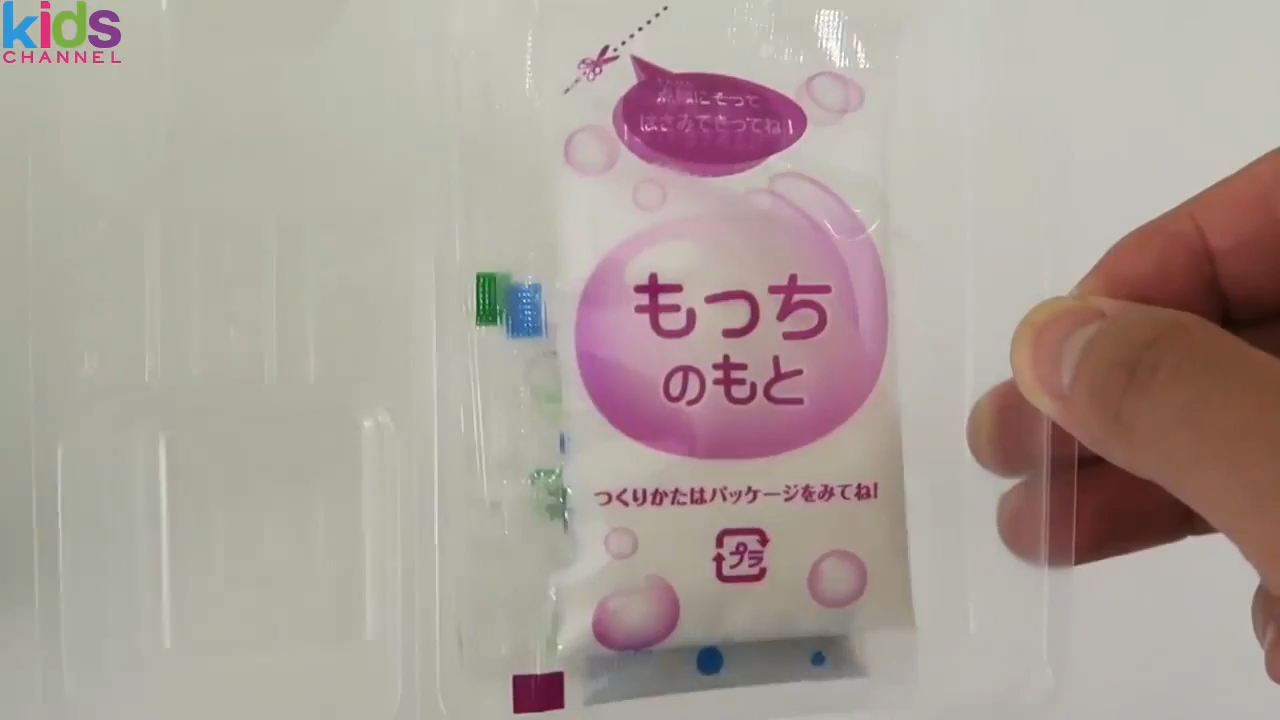 kids
CHANNEL
点線にそって
はさみできってね!
もっち
のもと
つくりかたはパッケージをみてね!
プラ